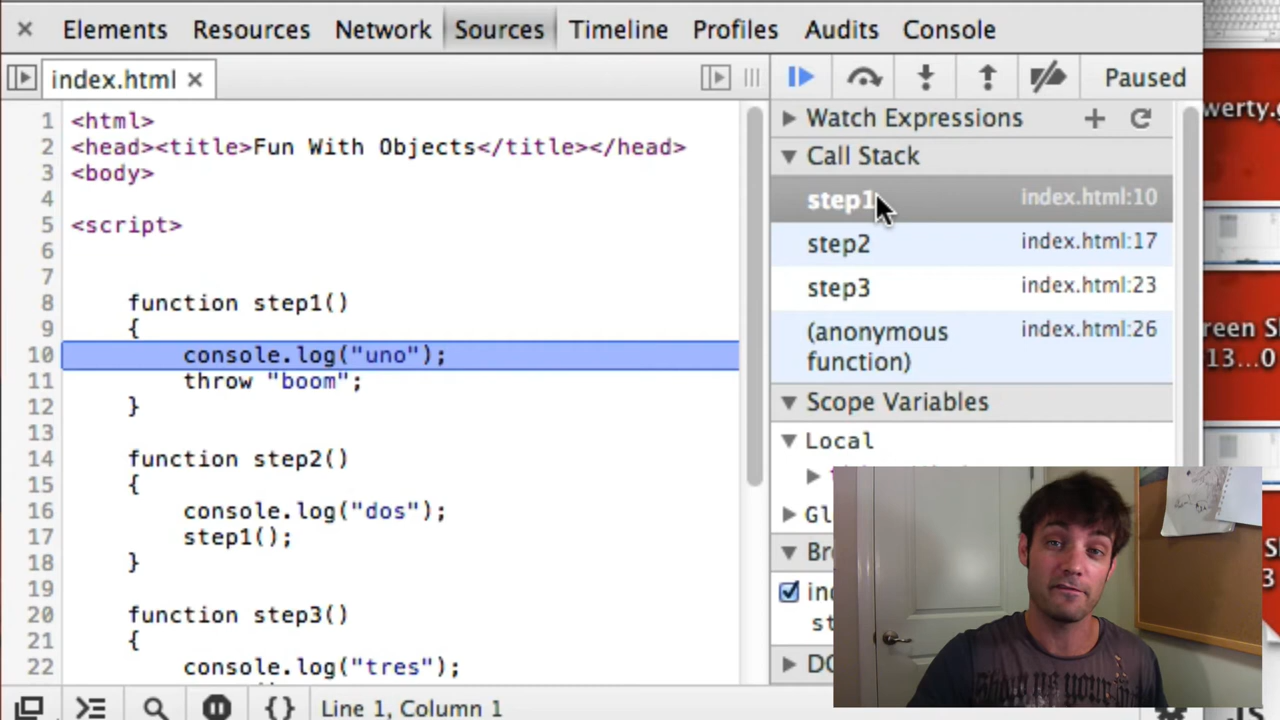 Elements Resources Network Sources Timeline Profiles Audits Console
index.html
Paused
1 <html>
2 <head><title>Fun With Objects</title></head>
3 <body>
4
5 <script>
6
7
8 function step1()
9 {
10 console.log("uno");
11 throw "boom";
12 }
13
14 function step2()
15 {
16 console.log("dos");
17 step1();
18 }
19
20 function step3()
21 {
22 console.log("tres");
Line 1, Column 1
Watch Expressions
Call Stack
step1 index.html:10
step2 index.html:17
step3 index.html:23
(anonymous index.html:26
function)
Scope Variables
Local